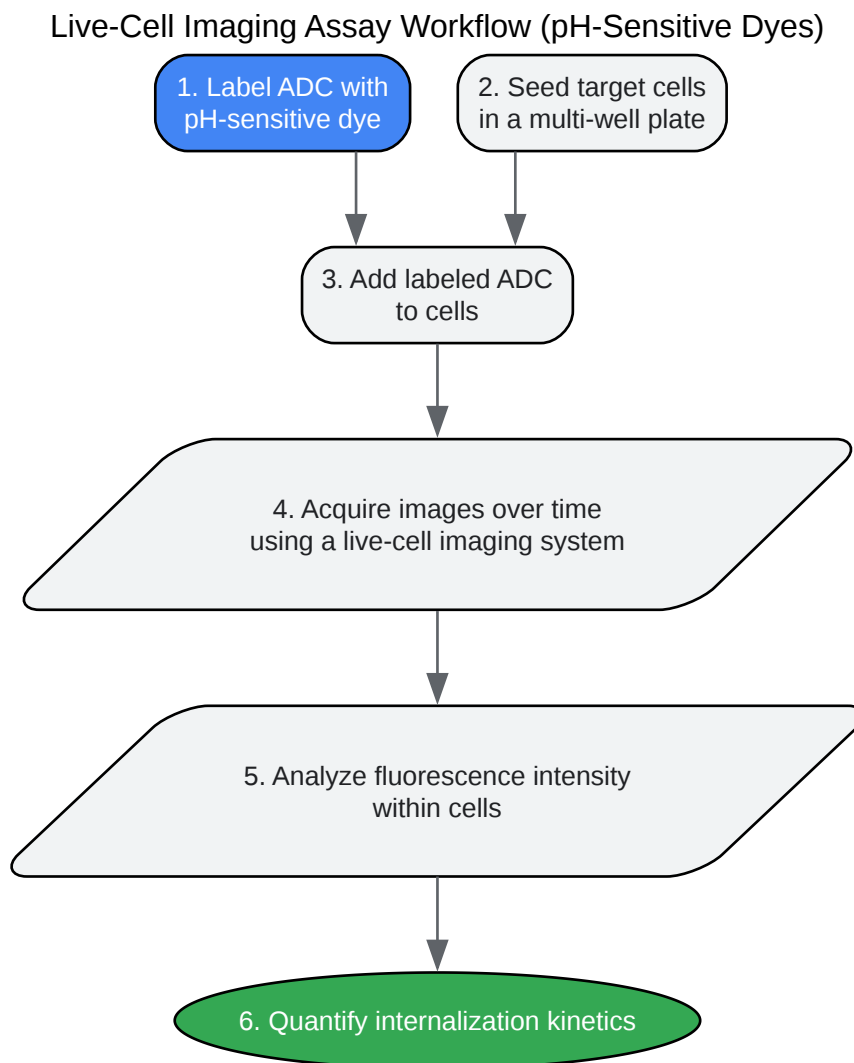 Live-Cell Imaging Assay Workflow (pH-Sensitive Dyes)
1. Label ADC with
pH-sensitive dye
2. Seed target cells
in a multi-well plate
3. Add labeled ADC
to cells
4. Acquire images over time
using a live-cell imaging system
5. Analyze fluorescence intensity
within cells
6. Quantify internalization kinetics